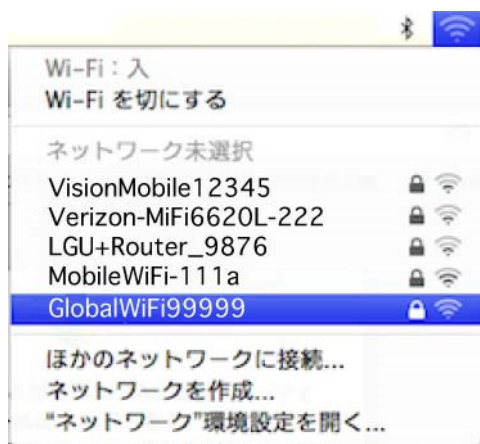 Wi-Fi：入
Wi-Fi を切にする
ネットワーク未選択
VisionMobile12345
Verizon-MiFi6620L-222
LGU+Router_9876
MobileWiFi-111a
GlobalWiFi99999
ほかのネットワークに接続...
ネットワークを作成...
“ネットワーク”環境設定を開く...